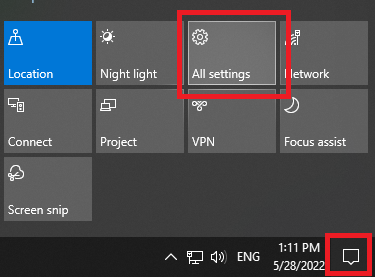 Location
Night light
All settings
Network
Connect
Project
VPN
Focus assist
Screen snip
ENG
1:11 PM
5/28/2022